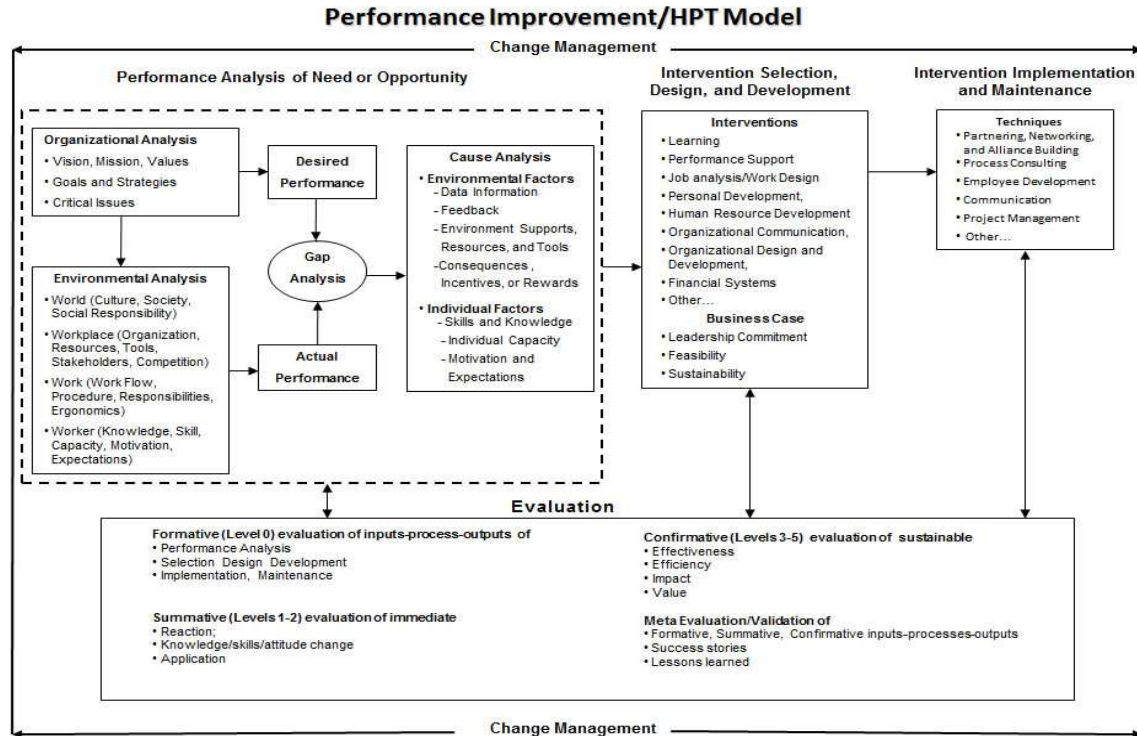 Performance Improvement/HPT Model
Change Management
Performance Analysis of Need or Opportunity
Organizational Analysis
• Vision, Mission, Values
• Goals and Strategies
• Critical Issues
Environmental Analysis
• World (Culture, Society,
Social Responsibility)
• Workplace (Organization,
Resources, Tools,
Stakeholders, Competition)
• Work (Work Flow,
Procedure, Responsibilities,
Ergonomics)
• Worker (Knowledge, Skill,
Capacity, Motivation,
Expectations)
Desired
Performance
Gap
Analysis
Actual
Performance
Cause Analysis
• Environmental Factors
- Data Information
- Feedback
- Environment Supports,
Resources, and Tools
- Consequences ,
Incentives, or Rewards
• Individual Factors
- Skills and Knowledge
- Individual Capacity
- Motivation and
Expectations
Intervention Selection,
Design, and Development
Interventions
• Learning
• Performance Support
• Job analysis/Work Design
• Personal Development,
• Human Resource Development
• Organizational Communication,
• Organizational Design and
Development,
• Financial Systems
• Other...
Business Case
• Leadership Commitment
• Feasibility
• Sustainability
Intervention Implementation
and Maintenance
Techniques
• Partnering, Networking,
and Alliance Building
• Process Consulting
• Employee Development
• Communication
• Project Management
• Other...
Evaluation
Formative (Level 0) evaluation of inputs-process-outputs of
• Performance Analysis
• Selection Design Development
• Implementation, Maintenance
Summative (Levels 1-2) evaluation of immediate
• Reaction;
• Knowledge/skills/attitude change
• Application
Confirmative (Levels 3-5) evaluation of sustainable
• Effectiveness
• Efficiency
• Impact
• Value
Meta Evaluation/Validation of
• Formative, Summative, Confirmative inputs-processes-outputs
• Success stories
• Lessons learned
Change Management